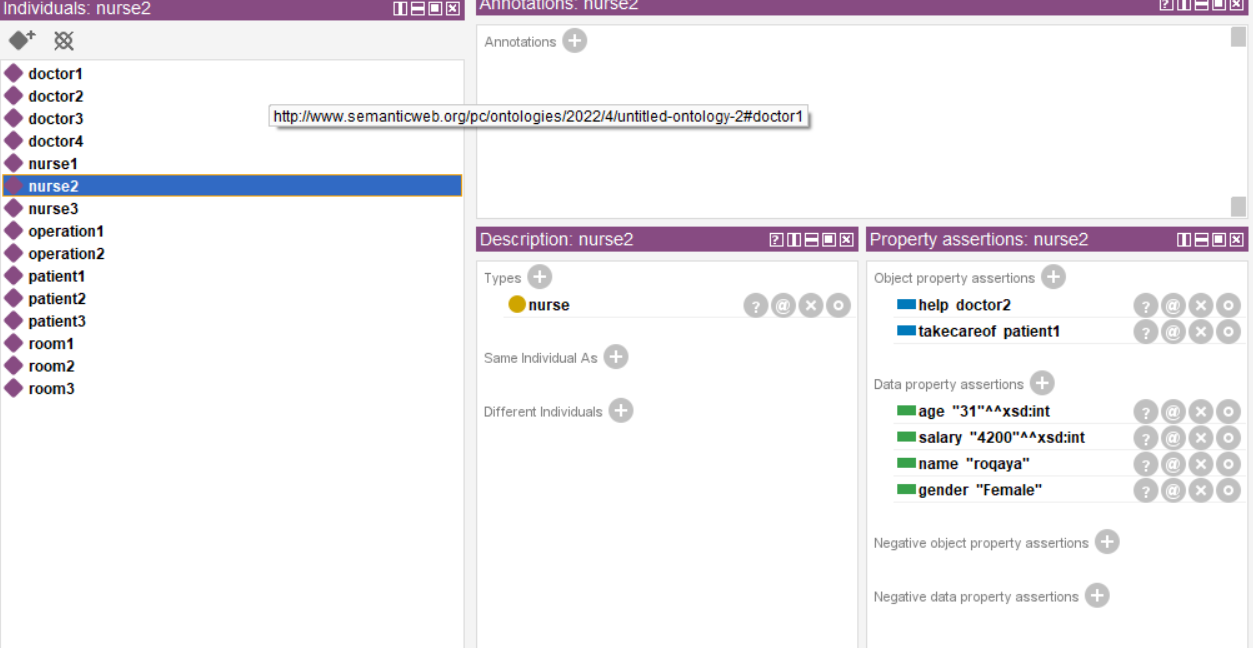 Individuals: nurse2
doctor1
doctor2
doctor3
doctor4
nurse1
nurse2
nurse3
operation1
operation2
patient1
patient2
patient3
room1
room2
room3
http://www.semanticweb.org/pc/ontologies/2022/4/untitled-ontology-2#doctor1
Annotations: nurse2
Annotations
Description: nurse2
Types
nurse
Same Individual As
Different Individuals
Property assertions: nurse2
Object property assertions
help doctor2
takecareof patient1
Data property assertions
age "31"^^xsd:int
salary "4200"^^xsd:int
name "roqaya"
gender "Female"
Negative object property assertions
Negative data property assertions